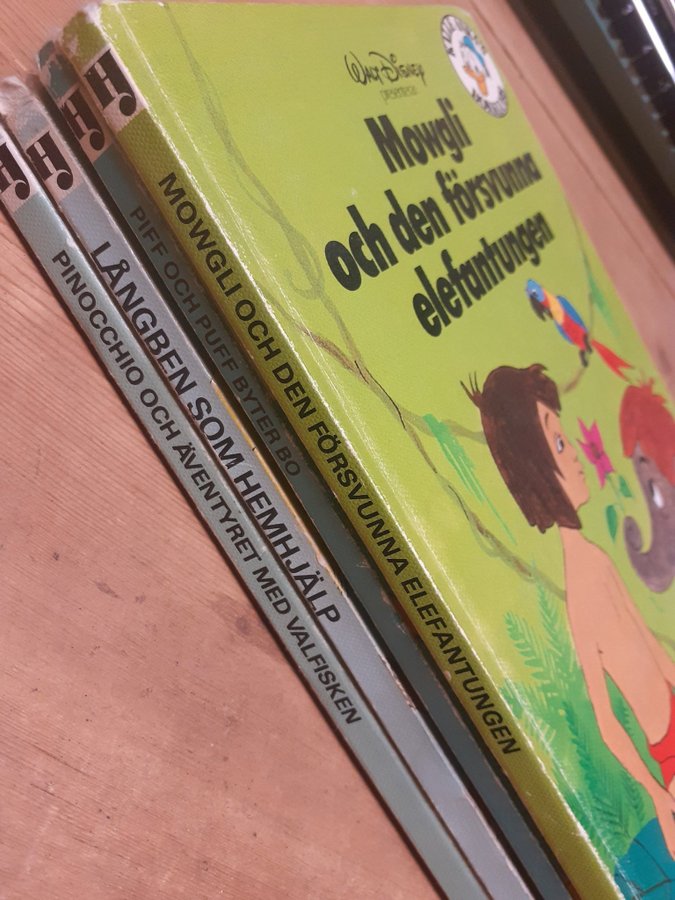 Walt Disney
presenterar
Mowgli
och den försvunna
elefantungen
MOWGLI OCH DEN FÖRSVUNNA ELEFANTUNGEN
PIFF OCH PUFF BYTER BO
LÅNGBEN SOM HEMHJÄLP
PINOCCHIO OCH ÄVENTYRET MED VALFISKEN